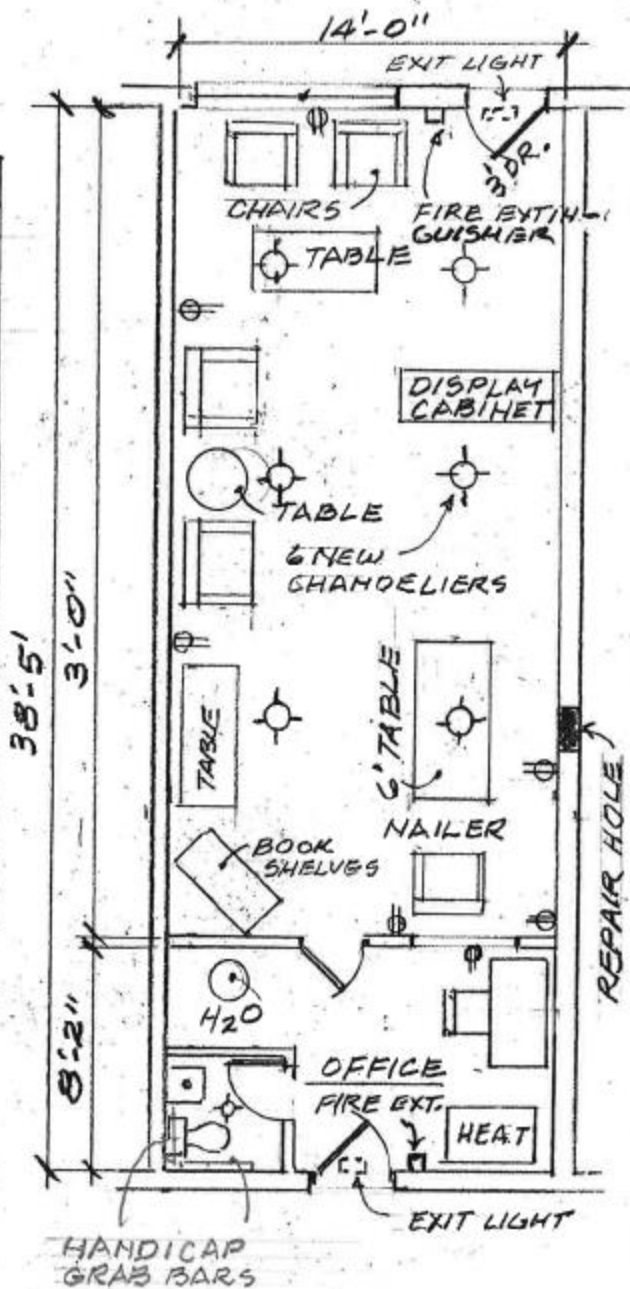 14'-0"
EXIT LIGHT
3' DR.
CHAIRS
FIRE EXTIN-
GUISHER
TABLE
DISPLAY
CABINET
TABLE
6 NEW
CHANDELIERS
38'-5'
3'-0"
TABLE
6' TABLE
NAILER
BOOK
SHELVES
REPAIR HOLE
H2O
8'-2"
OFFICE
FIRE EXT.
HEAT
EXIT LIGHT
HANDICAP
GRAB BARS